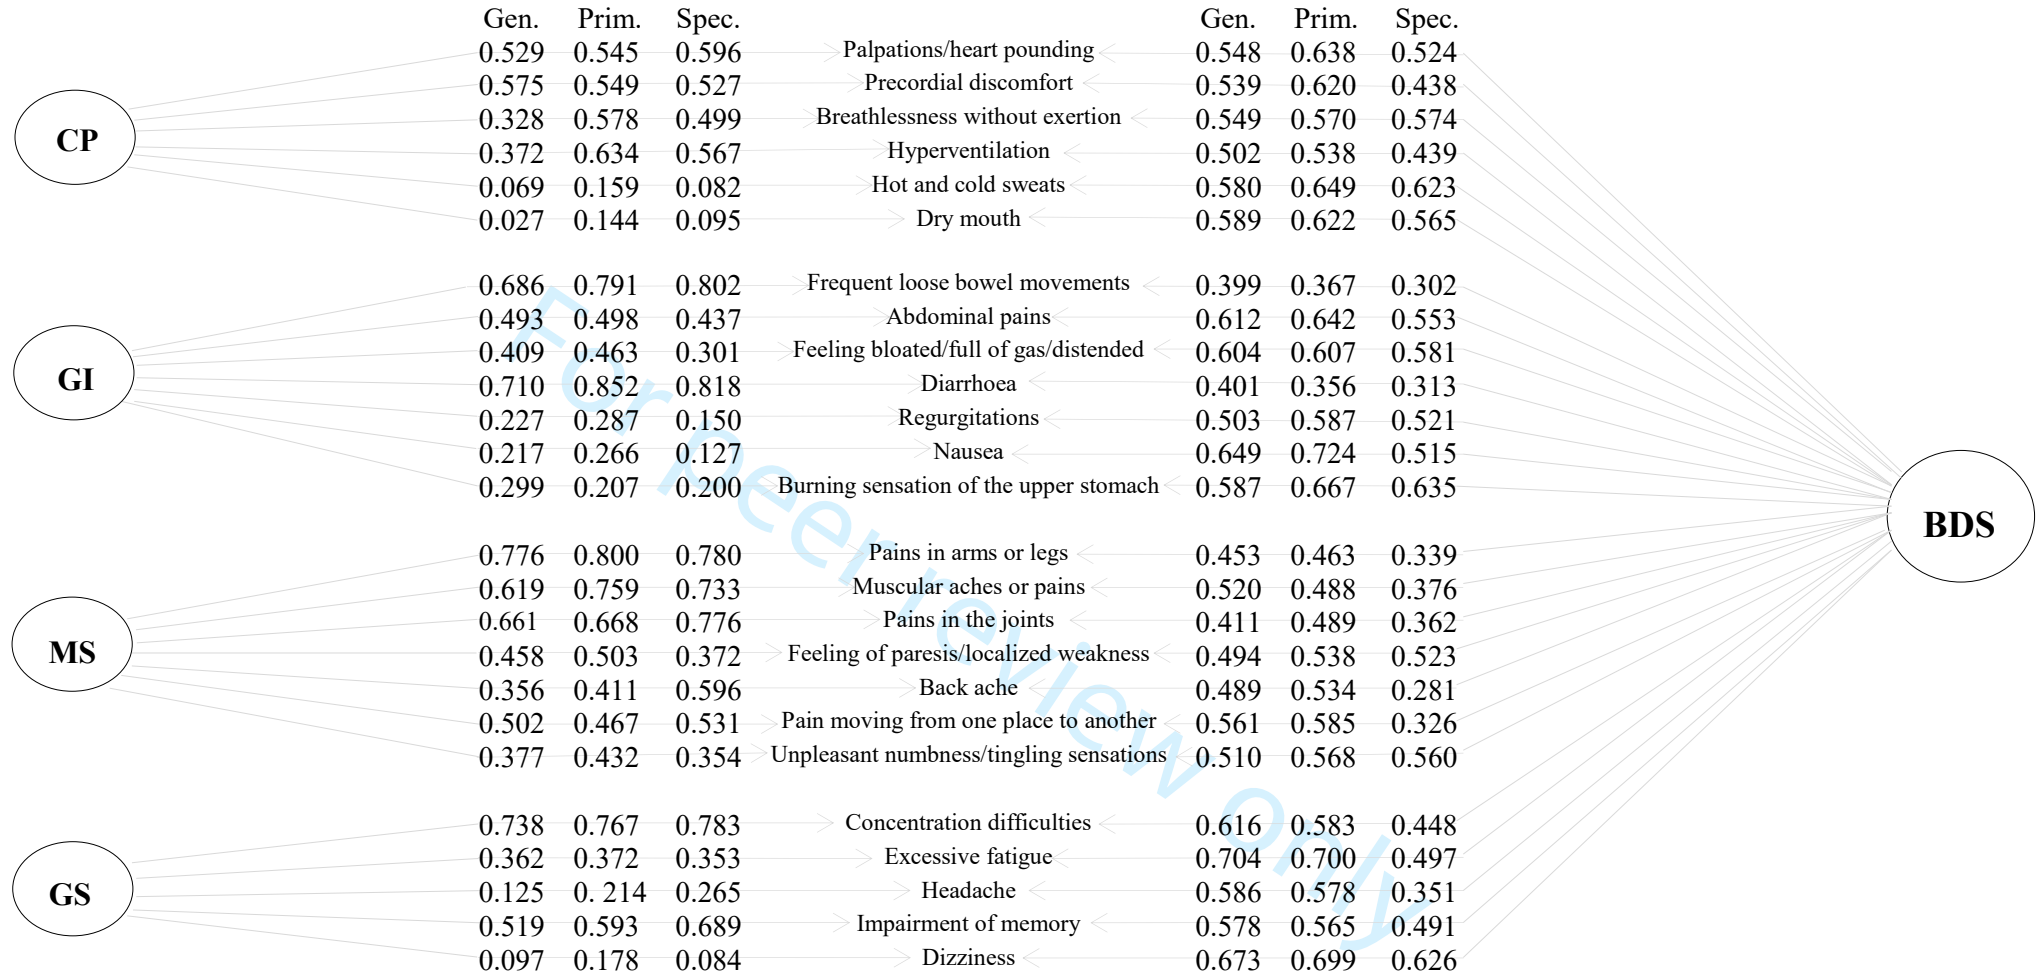 Gen. Prim. Spec. Gen. Prim. Spec.
0.529 0.545 0.596 Palpations/heart pounding 0.548 0.638 0.524
0.575 0.549 0.527 Precordial discomfort 0.539 0.620 0.438
0.328 0.578 0.499 Breathlessness without exertion 0.549 0.570 0.574
CP
0.372 0.634 0.567 Hyperventilation 0.502 0.538 0.439
0.069 0.159 0.082 Hot and cold sweats 0.580 0.649 0.623
0.027 0.144 0.095 Dry mouth 0.589 0.622 0.565
0.686 0.791 0.802 Frequent loose bowel movements 0.399 0.367 0.302
0.493 0.498 0.437 Abdominal pains 0.612 0.642 0.553
0.409 0.463 0.301 Feeling bloated/full of gas/distended 0.604 0.607 0.581
GI
0.710 0.852 0.818 Diarrhoea 0.401 0.356 0.313
0.227 0.287 0.150 Regurgitations 0.503 0.587 0.521
0.217 0.266 0.127 Nausea 0.649 0.724 0.515
0.299 0.207 0.200 Burning sensation of the upper stomach 0.587 0.667 0.635
BDS
0.776 0.800 0.780 Pains in arms or legs 0.453 0.463 0.339
0.619 0.759 0.733 Muscular aches or pains 0.520 0.488 0.376
0.661 0.668 0.776 Pains in the joints 0.411 0.489 0.362
MS
0.458 0.503 0.372 Feeling of paresis/localized weakness 0.494 0.538 0.523
0.356 0.411 0.596 Back ache 0.489 0.534 0.281
0.502 0.467 0.531 Pain moving from one place to another 0.561 0.585 0.326
0.377 0.432 0.354 Unpleasant numbness/tingling sensations 0.510 0.568 0.560
0.738 0.767 0.783 Concentration difficulties 0.616 0.583 0.448
0.362 0.372 0.353 Excessive fatigue 0.704 0.700 0.497
GS
0.125 0. 214 0.265 Headache 0.586 0.578 0.351
0.519 0.593 0.689 Impairment of memory 0.578 0.565 0.491
0.097 0.178 0.084 Dizziness 0.673 0.699 0.626
For peer review only